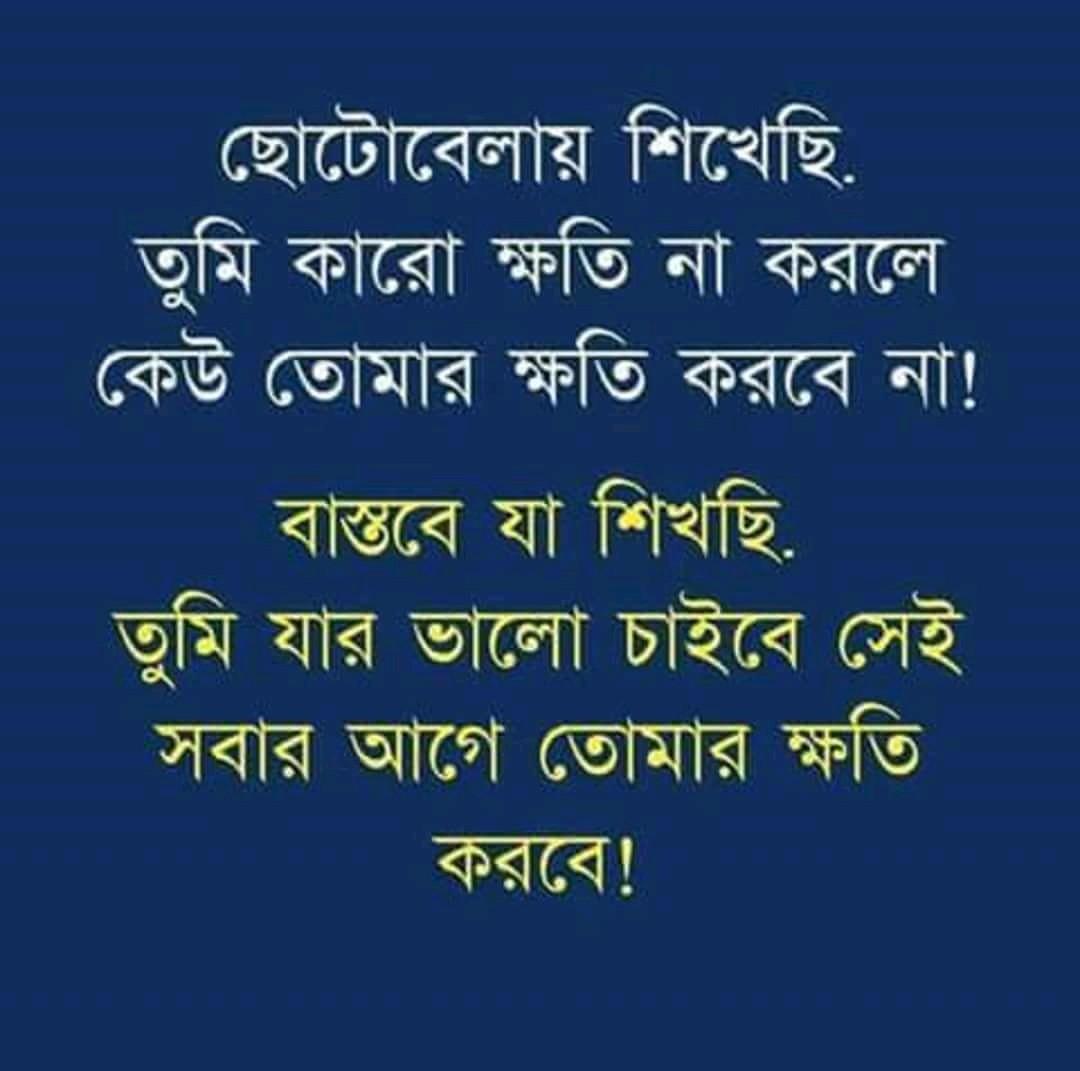 ছোটোবেলায় শিখেছি.
তুমি কারো ক্ষতি না করলে
কেউ তোমার ক্ষতি করবে না!
বাস্তবে যা শিখছি.
তুমি যার ভালো চাইবে সেই
সবার আগে তোমার ক্ষতি
করবে!